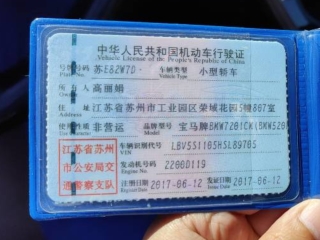 中华人民共和国机动车行驶证
Vehicle License of the People's Republic of China
号牌号码 苏E82W7D 车辆类型 小型轿车
Plate No. Vehicle Type
所有人 高丽娟
住址 江苏省苏州市工业园区荣域花园5幢807室
使用性质 非营运 品牌型号 宝马牌BMW7201CK(BMW320
江苏省苏州 车辆识别代号 LBV5S1105HSL89705
VIN
市公安局交 发动机号码 2200D119
Engine No.
通警察支队 注册日期 2017-06-12 发证日期 2017-06-12
Register Date Issue Date